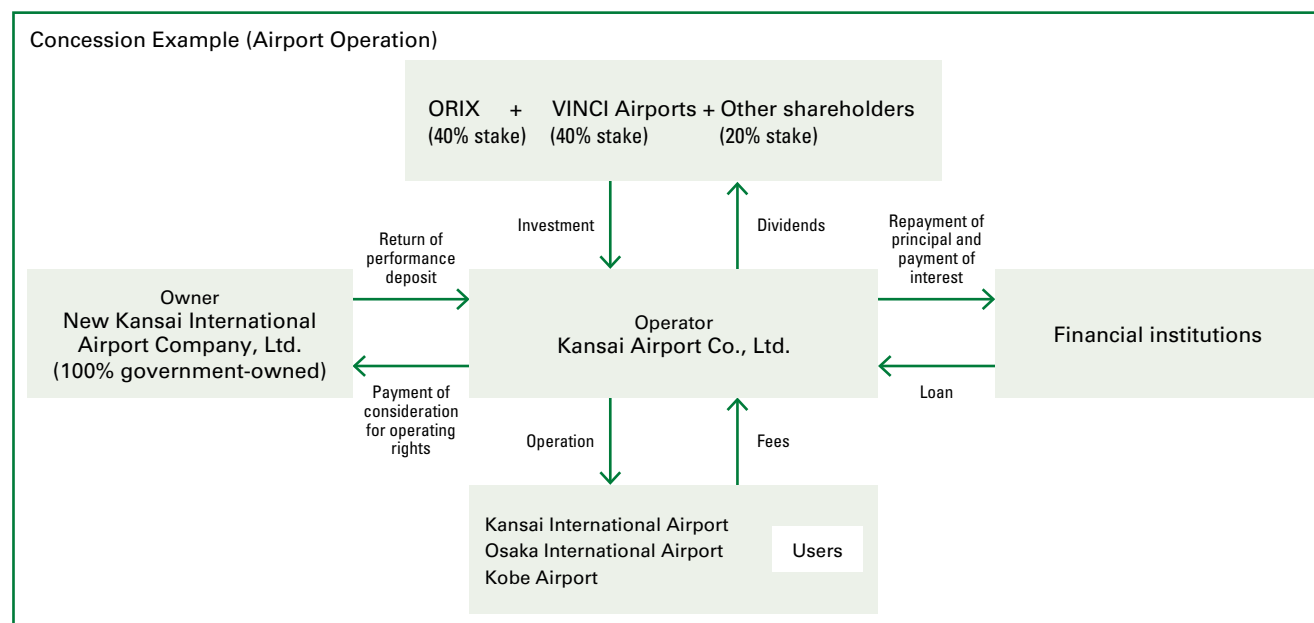 Concession Example (Airport Operation)
ORIX + VINCI Airports + Other shareholders
(40% stake) (40% stake) (20% stake)
Investment
Dividends
Return of
performance
deposit
Repayment of
principal and
payment of
interest
Owner
New Kansai International
Airport Company, Ltd.
(100% government-owned)
Operator
Kansai Airport Co., Ltd.
Financial institutions
Payment of
consideration
for operating
rights
Loan
Operation
Fees
Kansai International Airport
Osaka International Airport
Kobe Airport
Users